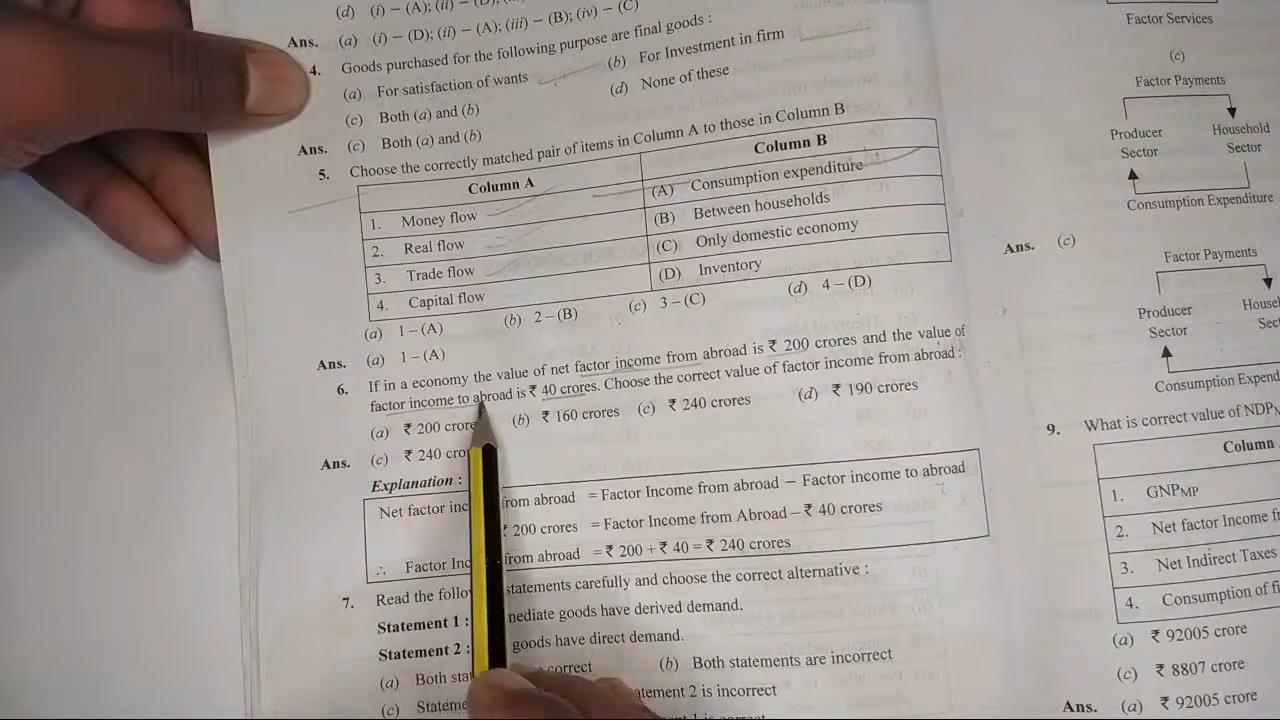 (d) (i) – (A); (ii) –
Ans. (a) (i) – (D); (ii) – (A); (iii) – (B); (iv) – (C)
4. Goods purchased for the following purpose are final goods :
(a) For satisfaction of wants (b) For Investment in firm
(c) Both (a) and (b) (d) None of these
Ans. (c) Both (a) and (b)
5. Choose the correctly matched pair of items in Column A to those in Column B
Column A Column B
1. Money flow (A) Consumption expenditure
2. Real flow (B) Between households
3. Trade flow (C) Only domestic economy
4. Capital flow (D) Inventory
(a) 1 – (A) (b) 2 – (B) (c) 3 – (C) (d) 4 – (D)
Ans. (a) 1 – (A)
6. If in a economy the value of net factor income from abroad is ₹ 200 crores and the value of
factor income to abroad is ₹ 40 crores. Choose the correct value of factor income from abroad :
(a) ₹ 200 crore (b) ₹ 160 crores (c) ₹ 240 crores (d) ₹ 190 crores
Ans. (c) ₹ 240 cro
Explanation :
Net factor inc from abroad = Factor Income from abroad – Factor income to abroad
₹ 200 crores = Factor Income from Abroad – ₹ 40 crores
∴ Factor Inc from abroad = ₹ 200 + ₹ 40 = ₹ 240 crores
7. Read the follo statements carefully and choose the correct alternative :
Statement 1 : mediate goods have derived demand.
Statement 2 : goods have direct demand.
(a) Both sta correct (b) Both statements are incorrect
(c) Stateme atement 2 is incorrect
Factor Services
(c)
Factor Payments
Producer Household
Sector Sector
Consumption Expenditure
Ans. (c)
Factor Payments
Producer Househ
Sector Sect
Consumption Expend
9. What is correct value of NDP
Column
1. GNPMP
2. Net factor Income fr
3. Net Indirect Taxes
4. Consumption of fi
(a) ₹ 92005 crore
(c) ₹ 8807 crore
Ans. (a) ₹ 92005 crore